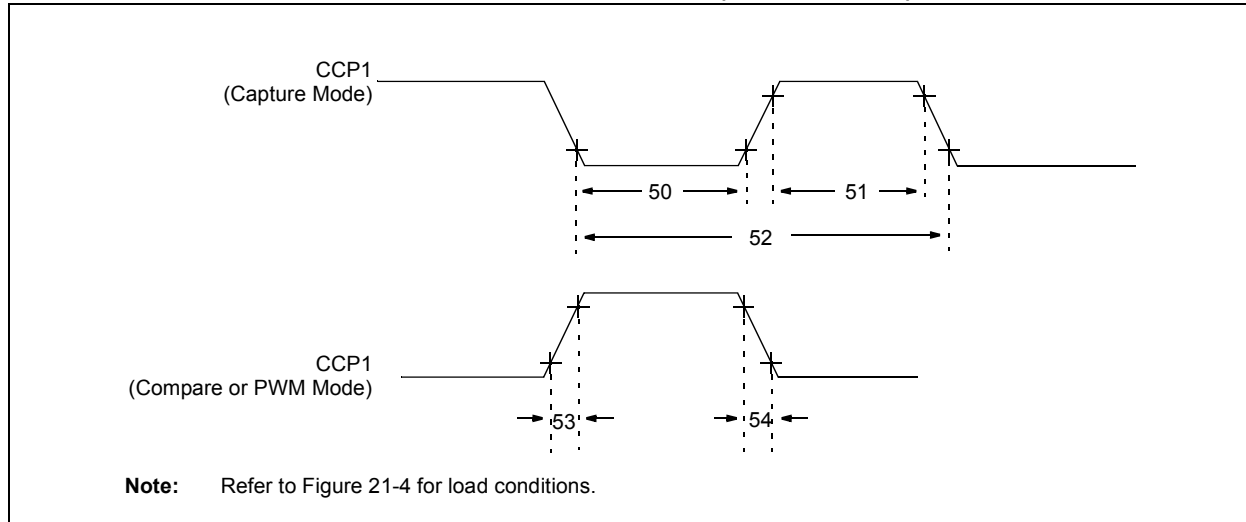 CCP1
(Capture Mode)
50
51
52
CCP1
(Compare or PWM Mode)
53
54
Note: Refer to Figure 21-4 for load conditions.